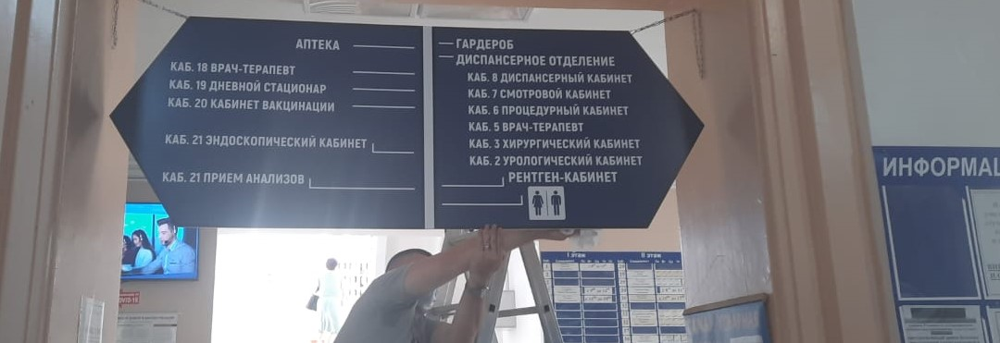 АПТЕКА
КАБ. 18 ВРАЧ-ТЕРАПЕВТ
КАБ. 19 ДНЕВНОЙ СТАЦИОНАР
КАБ. 20 КАБИНЕТ ВАКЦИНАЦИИ
КАБ. 21 ЭНДОСКОПИЧЕСКИЙ КАБИНЕТ
КАБ. 21 ПРИЕМ АНАЛИЗОВ
ГАРДЕРОБ
ДИСПАНСЕРНОЕ ОТДЕЛЕНИЕ
КАБ. 8 ДИСПАНСЕРНЫЙ КАБИНЕТ
КАБ. 7 СМОТРОВОЙ КАБИНЕТ
КАБ. 6 ПРОЦЕДУРНЫЙ КАБИНЕТ
КАБ. 5 ВРАЧ-ТЕРАПЕВТ
КАБ. 3 ХИРУРГИЧЕСКИЙ КАБИНЕТ
КАБ. 2 УРОЛОГИЧЕСКИЙ КАБИНЕТ
РЕНТГЕН-КАБИНЕТ
I этаж
II этаж
ИНФОРМАЦ